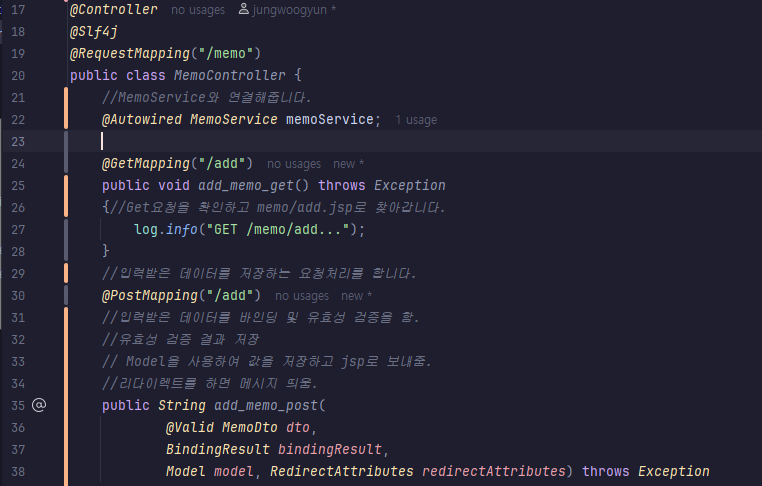 17 @Controller no usages jungwoogyun *
18 @Slf4j
19 @RequestMapping("/memo")
20 public class MemoController {
21 //MemoService와 연결해줍니다.
22 @Autowired MemoService memoService; 1 usage
23
24 @GetMapping("/add") no usages new *
25 public void add_memo_get() throws Exception
26 {//Get요청을 확인하고 memo/add.jsp로 찾아갑니다.
27 log.info("GET /memo/add...");
28 }
29 //입력받은 데이터를 저장하는 요청처리를 합니다.
30 @PostMapping("/add") no usages new *
31 //입력받은 데이터를 바인딩 및 유효성 검증을 함.
32 //유효성 검증 결과 저장
33 // Model을 사용하여 값을 저장하고 jsp로 보내줌.
34 //리다이렉트를 하면 메시지 띄움.
35 public String add_memo_post(
36 @Valid MemoDto dto,
37 BindingResult bindingResult,
38 Model model, RedirectAttributes redirectAttributes) throws Exception